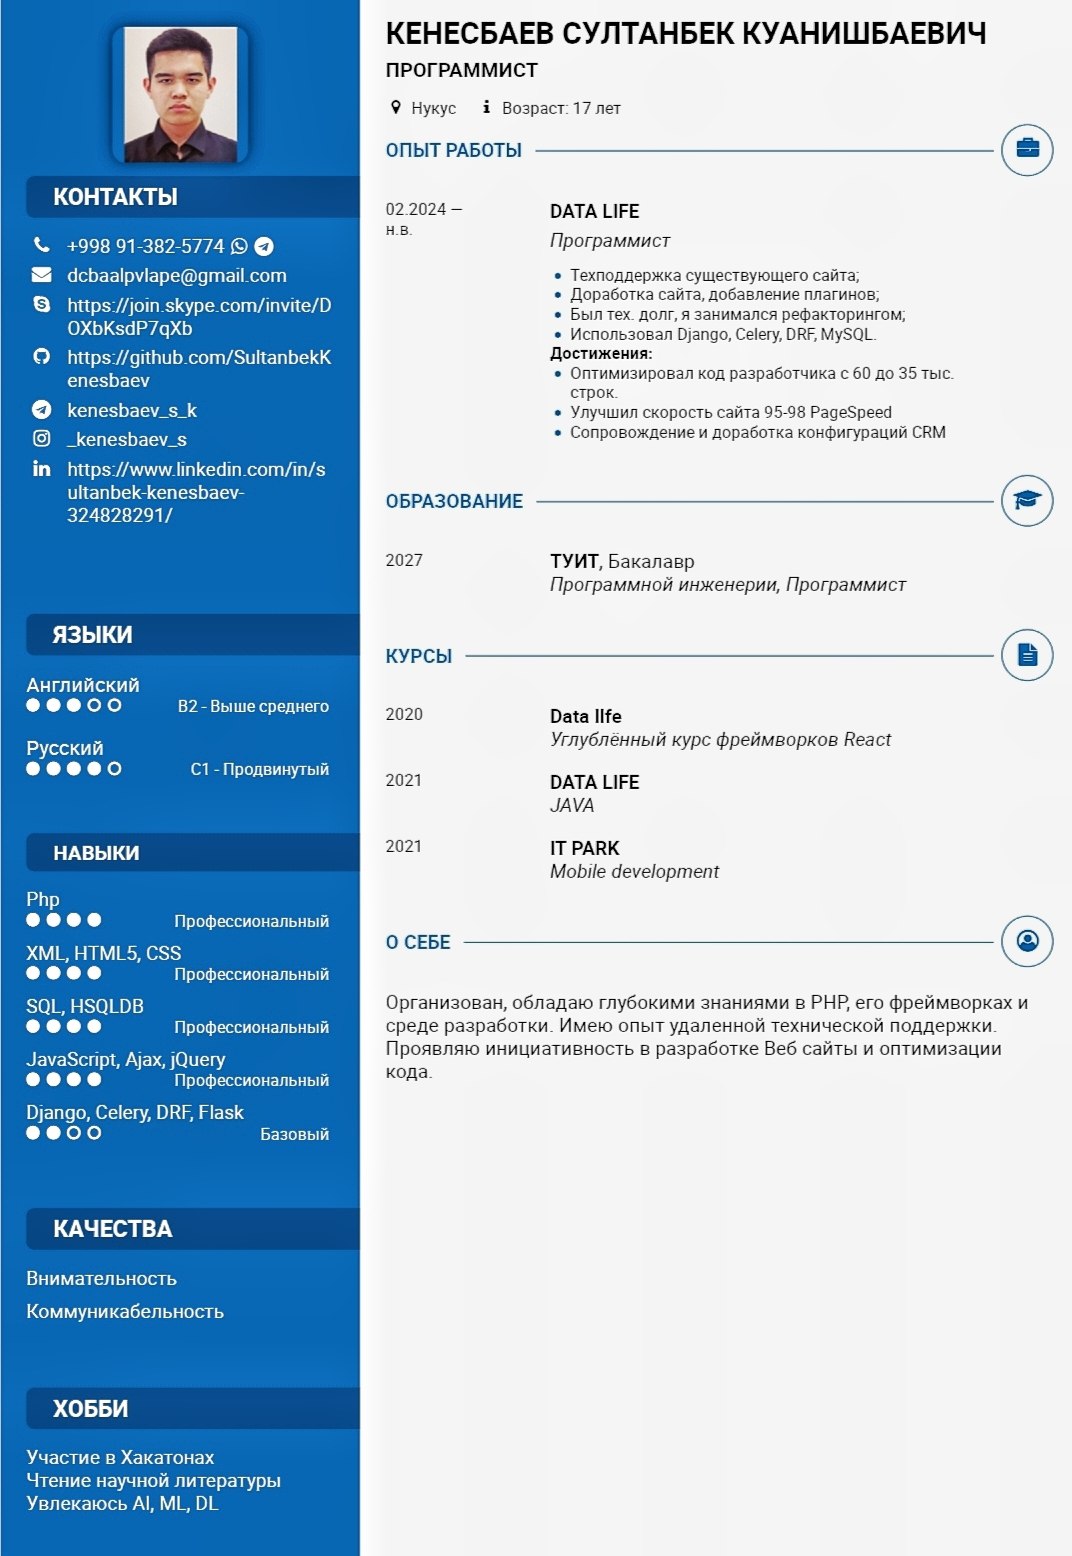 КЕНЕСБАЕВ СУЛТАНБЕК КУАНИШБАЕВИЧ
ПРОГРАММИСТ
Нукус Возраст: 17 лет
КОНТАКТЫ
+998 91-382-5774
dcbaalpvlape@gmail.com
https://join.skype.com/invite/D
OXbKsdP7qXb
https://github.com/SultanbekK
enesbaev
kenesbaev_s_k
_kenesbaev_s
https://www.linkedin.com/in/s
ultanbek-kenesbaev-
324828291/
ЯЗЫКИ
Английский
B2 - Выше среднего
Русский
C1 - Продвинутый
НАВЫКИ
Php
Профессиональный
XML, HTML5, CSS
Профессиональный
SQL, HSQLDB
Профессиональный
JavaScript, Ajax, jQuery
Профессиональный
Django, Celery, DRF, Flask
Базовый
КАЧЕСТВА
Внимательность
Коммуникабельность
ХОББИ
Участие в Хакатонах
Чтение научной литературы
Увлекаюсь AI, ML, DL
ОПЫТ РАБОТЫ
02.2024 —
н.в.
DATA LIFE
Программист
Техподдержка существующего сайта;
Доработка сайта, добавление плагинов;
Был тех. долг, я занимался рефакторингом;
Использовал Django, Celery, DRF, MySQL.
Достижения:
Оптимизировал код разработчика с 60 до 35 тыс.
строк.
Улучшил скорость сайта 95-98 PageSpeed
Сопровождение и доработка конфигураций CRM
ОБРАЗОВАНИЕ
2027
ТУИТ, Бакалавр
Программной инженерии, Программист
КУРСЫ
2020
Data lIfe
Углублённый курс фреймворков React
2021
DATA LIFE
JAVA
2021
IT PARK
Mobile development
О СЕБЕ
Организован, обладаю глубокими знаниями в PHP, его фреймворках и
среде разработки. Имею опыт удаленной технической поддержки.
Проявляю инициативность в разработке Веб сайты и оптимизации
кода.